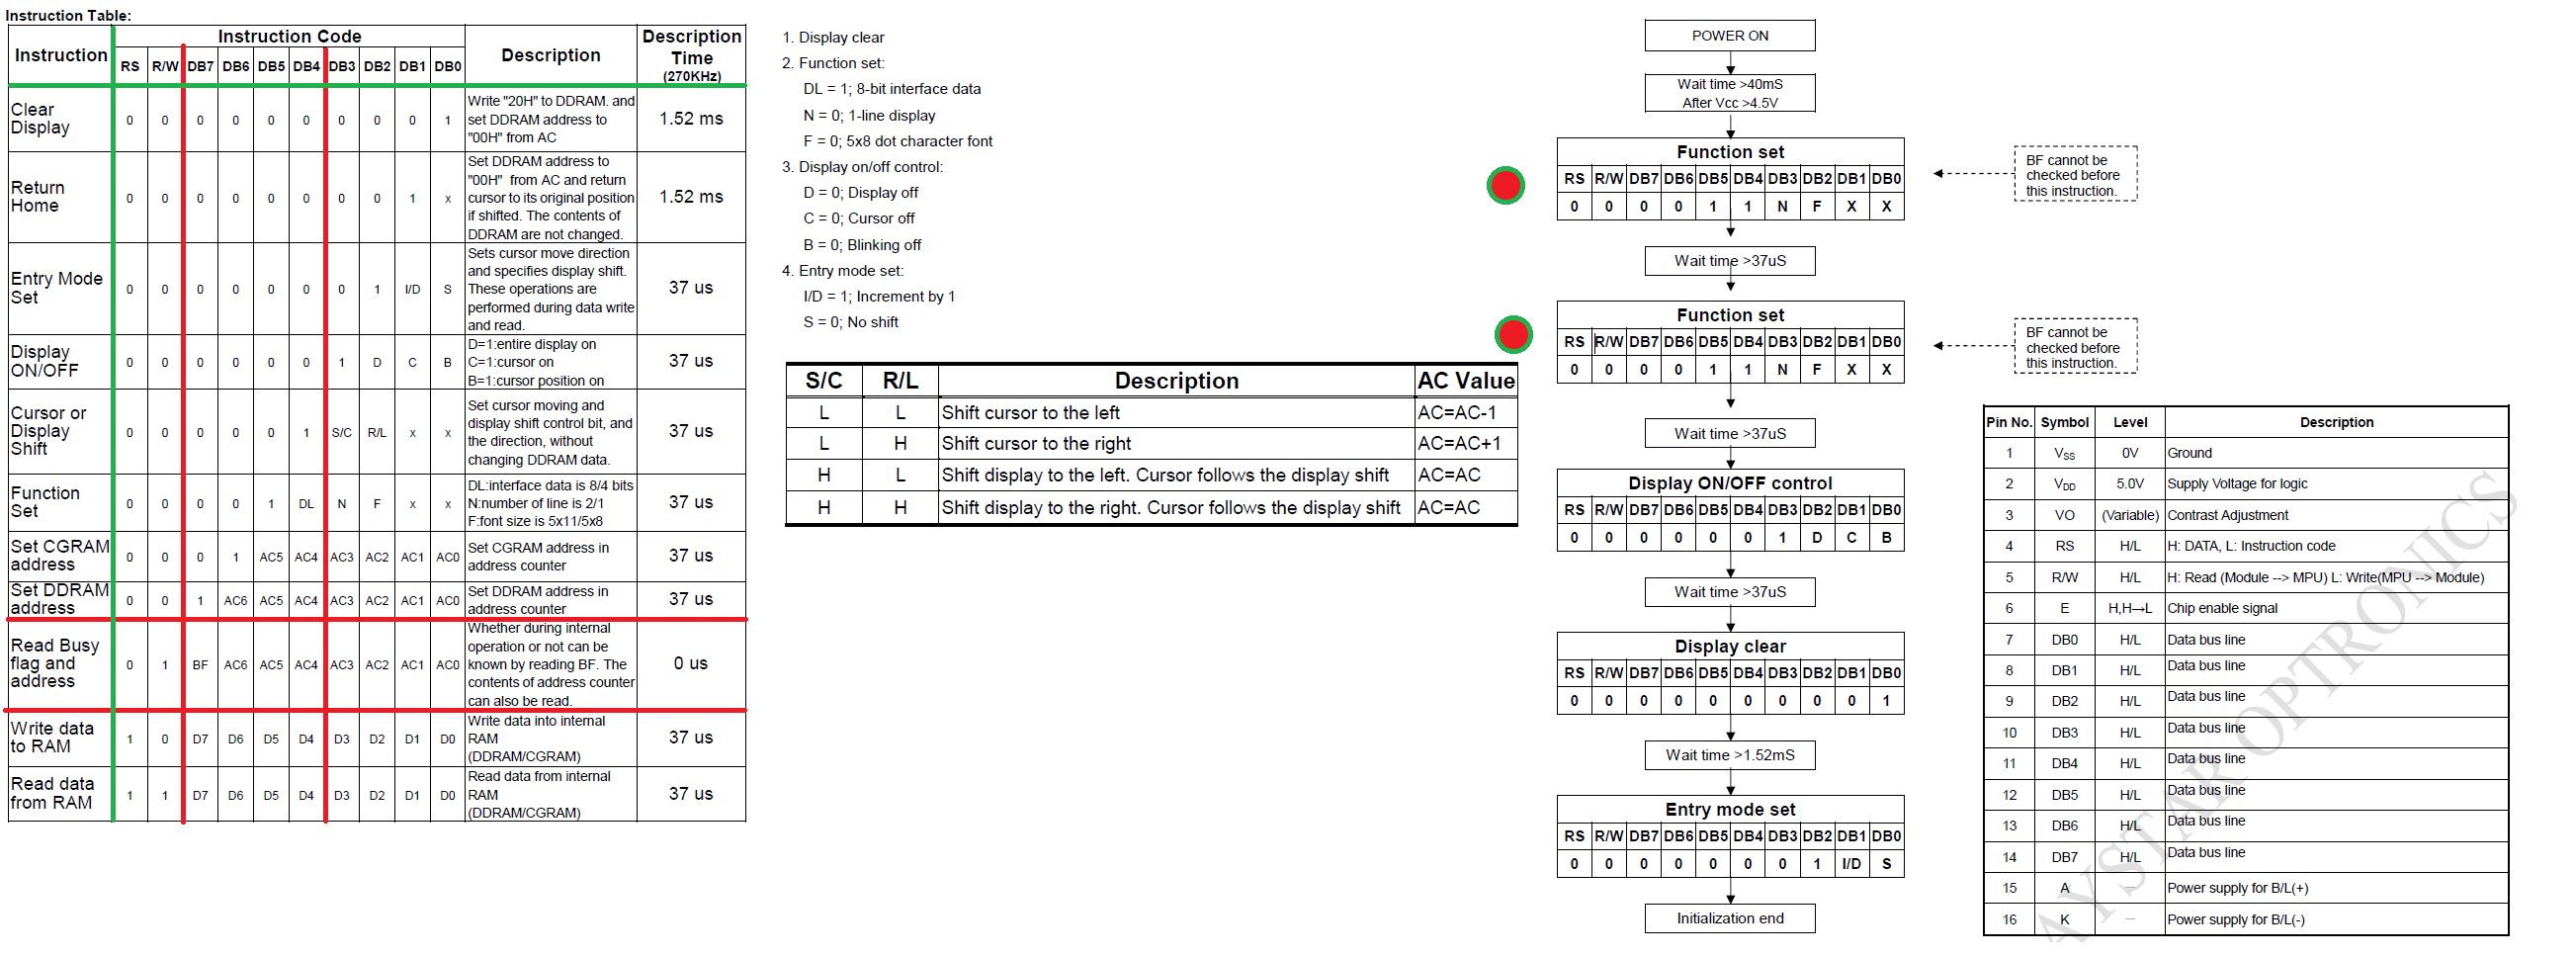 Instruction Table:
Instruction Instruction Code Description Description Time (270KHz)
RS R/W DB7 DB6 DB5 DB4 DB3 DB2 DB1 DB0
Clear Display 0 0 0 0 0 0 0 0 0 1 Write "20H" to DDRAM. and set DDRAM address to "00H" from AC 1.52 ms
Return Home 0 0 0 0 0 0 0 0 1 x Set DDRAM address to "00H" from AC and return cursor to its original position if shifted. The contents of DDRAM are not changed. 1.52 ms
Entry Mode Set 0 0 0 0 0 0 0 1 I/D S Sets cursor move direction and specifies display shift. These operations are performed during data write and read. 37 us
Display ON/OFF 0 0 0 0 0 0 1 D C B D=1:entire display on C=1:cursor on B=1:cursor position on 37 us
Cursor or Display Shift 0 0 0 0 0 1 S/C R/L x x Set cursor moving and display shift control bit, and the direction, without changing DDRAM data. 37 us
Function Set 0 0 0 0 1 DL N F x x DL:interface data is 8/4 bits N:number of line is 2/1 F:font size is 5x11/5x8 37 us
Set CGRAM address 0 0 0 1 AC5 AC4 AC3 AC2 AC1 AC0 Set CGRAM address in address counter 37 us
Set DDRAM address 0 0 1 AC6 AC5 AC4 AC3 AC2 AC1 AC0 Set DDRAM address in address counter 37 us
Read Busy flag and address 0 1 BF AC6 AC5 AC4 AC3 AC2 AC1 AC0 Whether during internal operation or not can be known by reading BF. The contents of address counter can also be read. 0 us
Write data to RAM 1 0 D7 D6 D5 D4 D3 D2 D1 D0 Write data into internal RAM (DDRAM/CGRAM) 37 us
Read data from RAM 1 1 D7 D6 D5 D4 D3 D2 D1 D0 Read data from internal RAM (DDRAM/CGRAM) 37 us
1. Display clear
2. Function set:
DL = 1; 8-bit interface data
N = 0; 1-line display
F = 0; 5x8 dot character font
3. Display on/off control:
D = 0; Display off
C = 0; Cursor off
B = 0; Blinking off
4. Entry mode set:
I/D = 1; Increment by 1
S = 0; No shift
S/C R/L Description AC Value
L L Shift cursor to the left AC=AC-1
L H Shift cursor to the right AC=AC+1
H L Shift display to the left. Cursor follows the display shift AC=AC
H H Shift display to the right. Cursor follows the display shift AC=AC
POWER ON
Wait time >40mS
After Vcc >4.5V
Function set
RS R/W DB7 DB6 DB5 DB4 DB3 DB2 DB1 DB0
0 0 0 0 1 1 N F X X
BF cannot be
checked before
this instruction.
Wait time >37uS
Function set
RS R/W DB7 DB6 DB5 DB4 DB3 DB2 DB1 DB0
0 0 0 0 1 1 N F X X
BF cannot be
checked before
this instruction.
Wait time >37uS
Display ON/OFF control
RS R/W DB7 DB6 DB5 DB4 DB3 DB2 DB1 DB0
0 0 0 0 0 0 1 D C B
Wait time >37uS
Display clear
RS R/W DB7 DB6 DB5 DB4 DB3 DB2 DB1 DB0
0 0 0 0 0 0 0 0 0 1
Wait time >1.52mS
Entry mode set
RS R/W DB7 DB6 DB5 DB4 DB3 DB2 DB1 DB0
0 0 0 0 0 0 0 1 I/D S
Initialization end
Pin No. Symbol Level Description
1 VSS 0V Ground
2 VDD 5.0V Supply Voltage for logic
3 VO (Variable) Contrast Adjustment
4 RS H/L H: DATA, L: Instruction code
5 R/W H/L H: Read (Module --> MPU) L: Write(MPU --> Module)
6 E H,H→L Chip enable signal
7 DB0 H/L Data bus line
8 DB1 H/L Data bus line
9 DB2 H/L Data bus line
10 DB3 H/L Data bus line
11 DB4 H/L Data bus line
12 DB5 H/L Data bus line
13 DB6 H/L Data bus line
14 DB7 H/L Data bus line
15 A — Power supply for B/L(+)
16 K — Power supply for B/L(-)
AYSTAR OPTRONICS